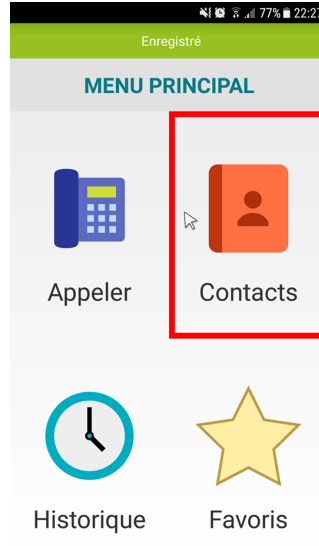 77% 22:27
Enregistré
MENU PRINCIPAL
Appeler
Contacts
Historique
Favoris